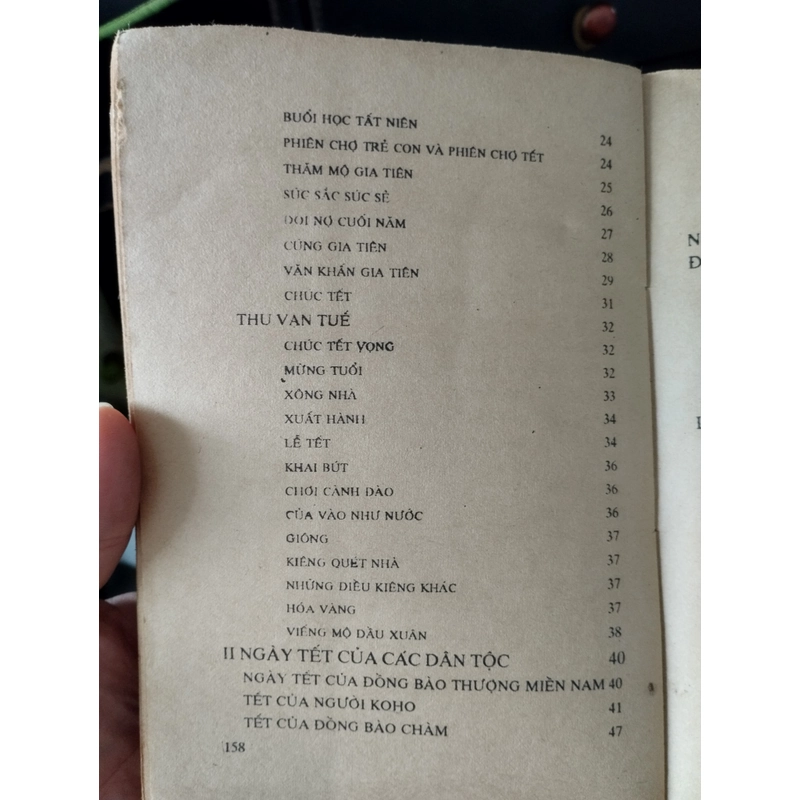 BUỔI HỌC TẤT NIÊN 24
PHIÊN CHỢ TRẺ CON VÀ PHIÊN CHỢ TẾT 24
THĂM MỘ GIA TIÊN 25
SÚC SẮC SÚC SẺ 26
ĐÒI NỢ CUỐI NĂM 27
CÚNG GIA TIÊN 28
VĂN KHẤN GIA TIÊN 29
CHÚC TẾT 31
THU VẠN TUẾ 32
CHÚC TẾT VỌNG 32
MỪNG TUỔI 32
XÔNG NHÀ 33
XUẤT HÀNH 34
LỄ TẾT 34
KHAI BÚT 36
CHƠI CÀNH ĐÀO 36
CỦA VÀO NHƯ NƯỚC 36
GIÔNG 37
KIÊNG QUÉT NHÀ 37
NHỮNG ĐIỀU KIÊNG KHÁC 37
HÓA VÀNG 37
VIẾNG MỘ ĐẦU XUÂN 38
II NGÀY TẾT CỦA CÁC DÂN TỘC 40
NGÀY TẾT CỦA ĐỒNG BÀO THƯỢNG MIỀN NAM 40
TẾT CỦA NGƯỜI KOHO 41
TẾT CỦA ĐỒNG BÀO CHÀM 47
158
N
Đ